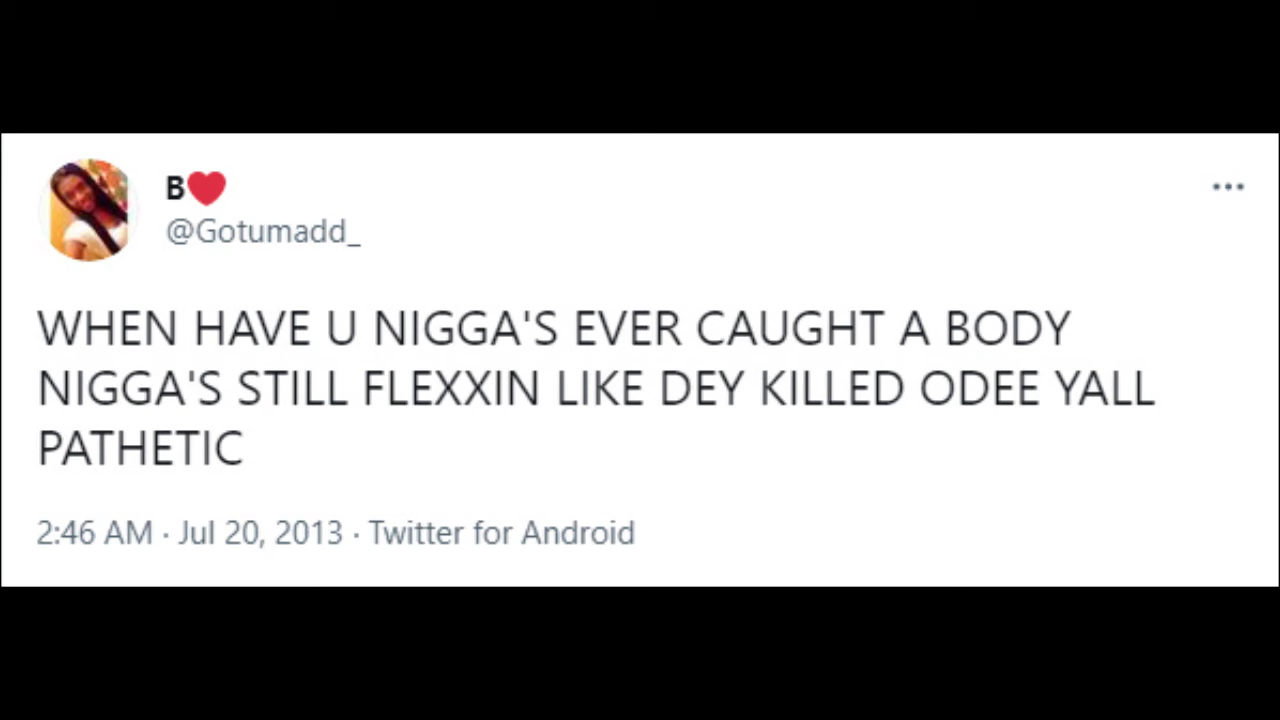 B❤️
@Gotumadd_
WHEN HAVE U NIGGA'S EVER CAUGHT A BODY
NIGGA'S STILL FLEXXIN LIKE DEY KILLED ODEE YALL
PATHETIC
2:46 AM · Jul 20, 2013 · Twitter for Android